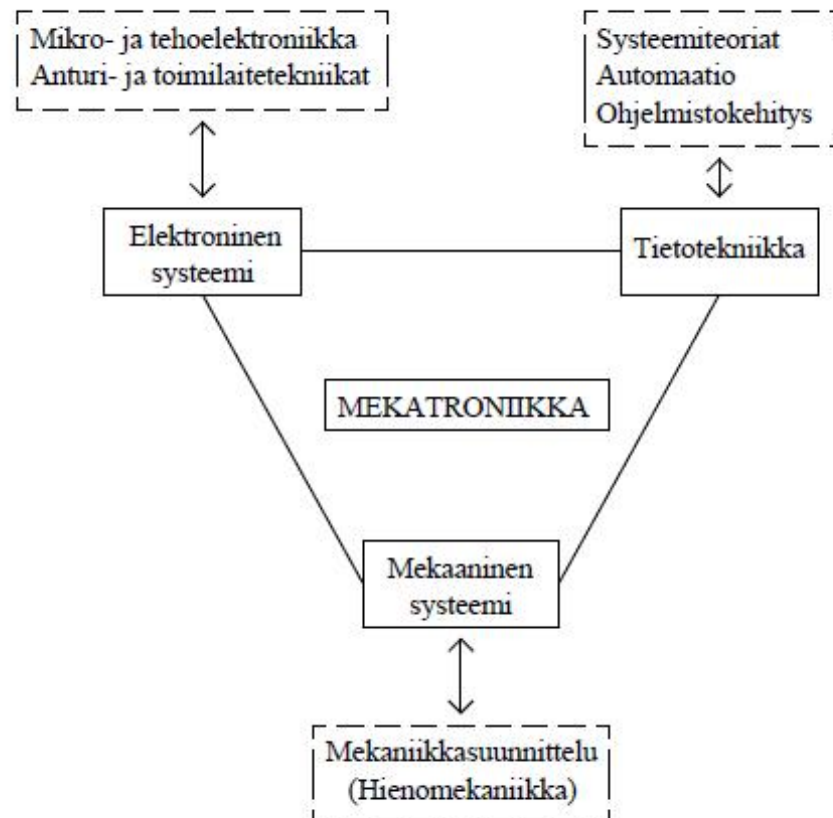 Mikro- ja tehoelektroniikka
Anturi- ja toimilaitetekniikat
Systeemiteoriat
Automaatio
Ohjelmistokehitys
Elektroninen
systeemi
Tietotekniikka
MEKATRONIIKKA
Mekaaninen
systeemi
Mekaniikkasuunnittelu
(Hienomekaniikka)